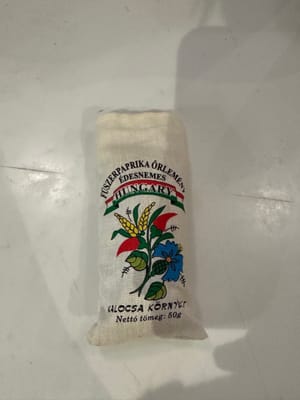 FŰSZERPAPRIKA ŐRLEMÉNY
ÉDESNEMES
HUNGARY
KALOCSA KÖRNYÉKI
Nettó tömeg: 50g